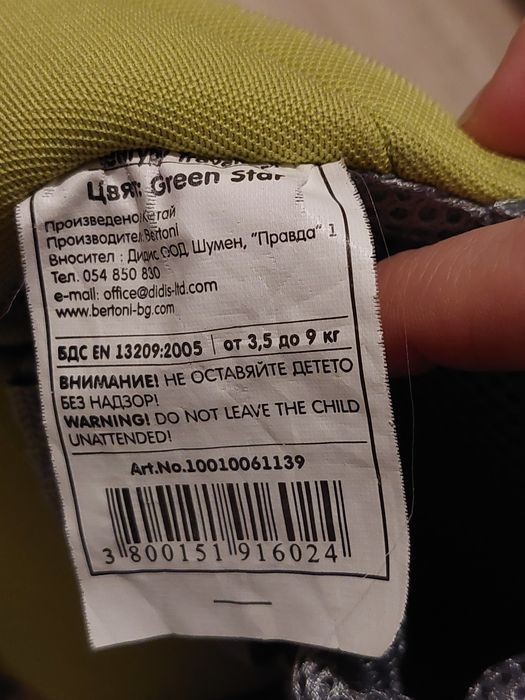 Цвят: Green Star
Произведено: Китай
Производител: Bertoni
Вносител : Дидис ООД, Шумен, "Правда" 1
Тел. 054 850 830
e-mail: office@didis-ltd.com
www.bertoni-bg.com
БДС EN 13209:2005 | от 3,5 до 9 кг
ВНИМАНИЕ! НЕ ОСТАВЯЙТЕ ДЕТЕТО
БЕЗ НАДЗОР!
WARNING! DO NOT LEAVE THE CHILD
UNATTENDED!
Art.No.10010061139
3 800151 916024